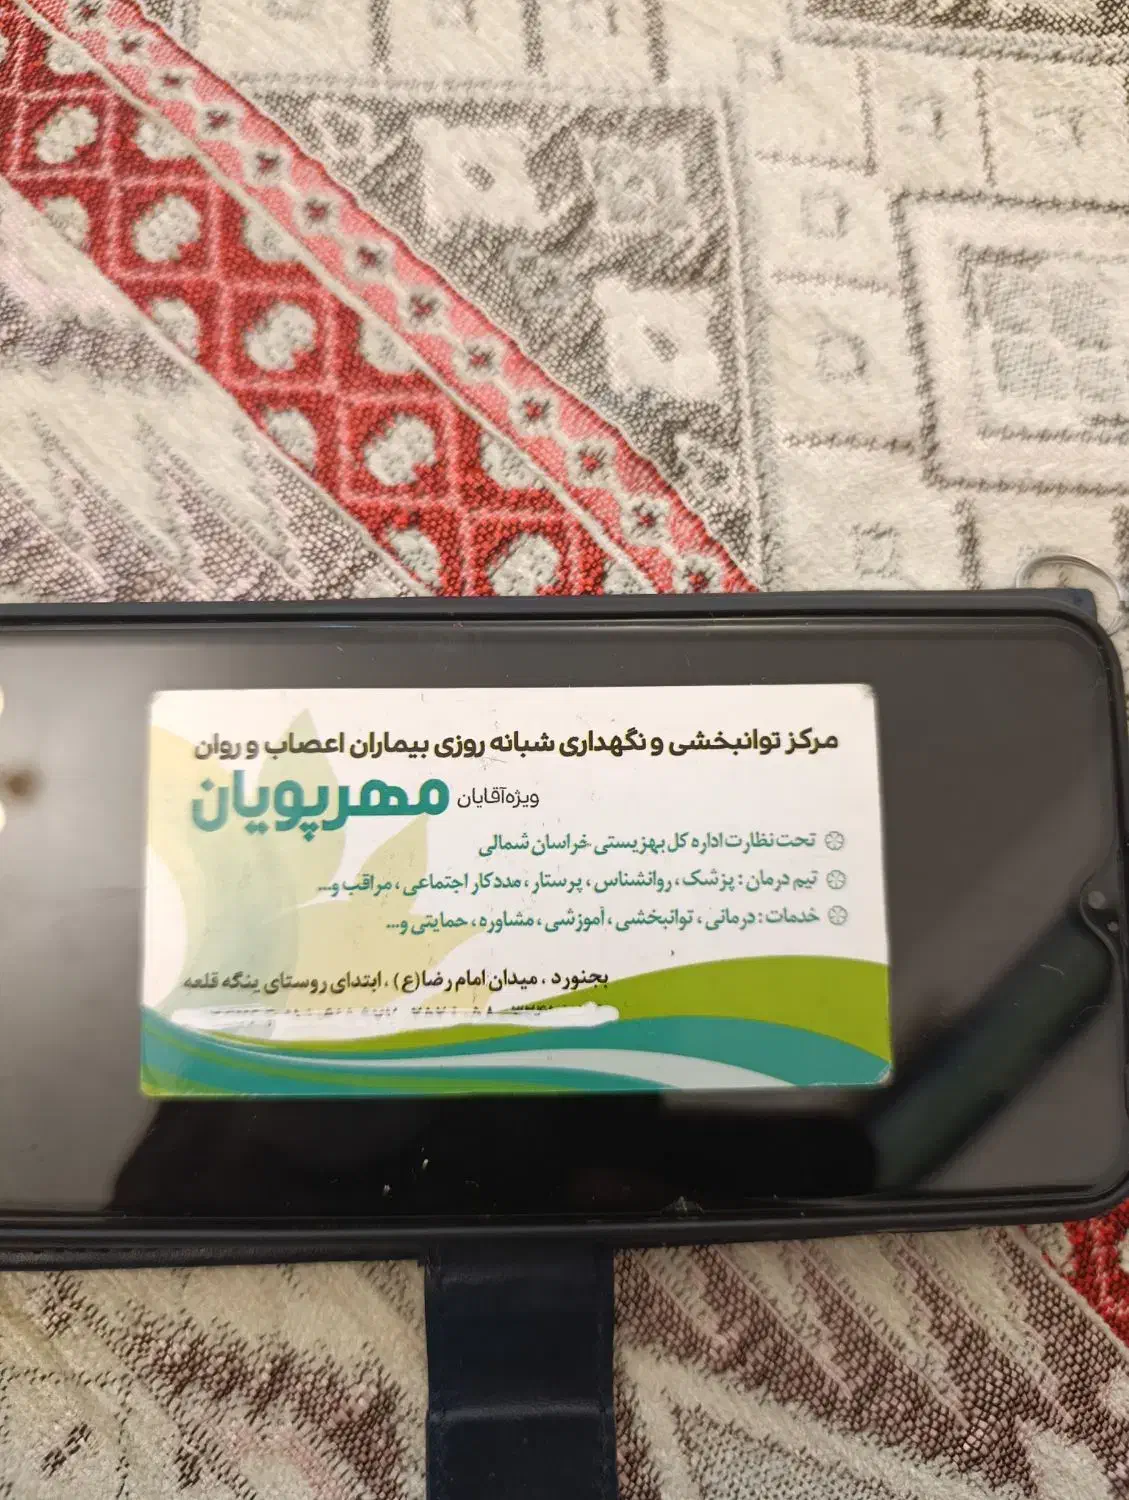 مرکز توانبخشی و نگهداری شبانه روزی بیماران اعصاب و روان
ویژه آقایان مهرپویان
تحت نظارت اداره کل بهزیستی خراسان شمالی
تیم درمان : پزشک ، روانشناس ، پرستار ، مددکار اجتماعی ، مراقب و...
خدمات : درمانی ، توانبخشی ، آموزشی ، مشاوره ، حمایتی و...
بجنورد ، میدان امام رضا(ع) ، ابتدای روستای ینگه قلعه